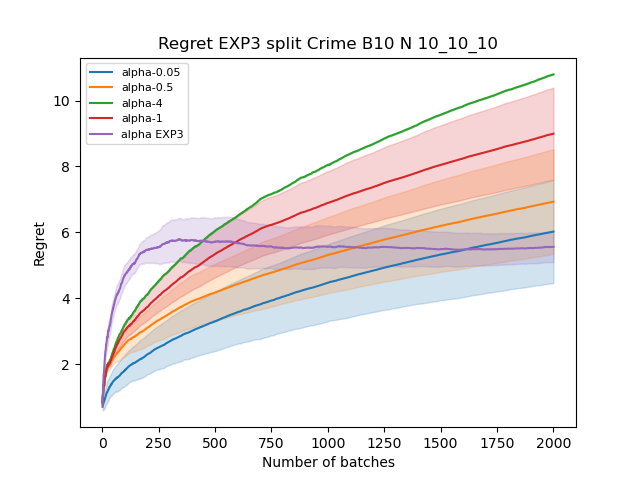 Regret EXP3 split Crime B10 N 10_10_10
alpha-0.05
alpha-0.5
alpha-4
alpha-1
alpha EXP3
10
8
6
4
2
Regret
0 250 500 750 1000 1250 1500 1750 2000
Number of batches